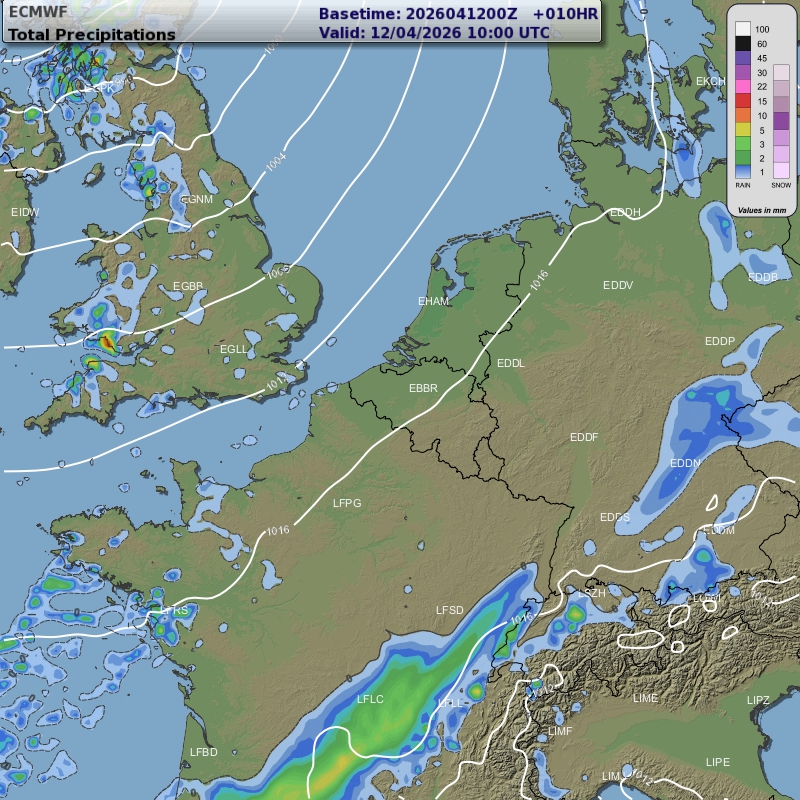 ECMWF
Basetime: 2026041200Z   +010HR
Total Precipitations
Valid: 12/04/2026 10:00 UTC
100
60
45
30
22
15
10
5
3
2
1
RAIN
SNOW
Values in mm
EKCH
1004
EGNM
EIDW
EDDH
EDDB
EGBB
EDDV
1016
EHAM
EDDP
EGLL
EDDL
EBBR
EDDF
EDDN
LFPG
EDDS
1016
EDDM
LSZH
LFRS
LFSD
1016
1012
LFLC
LFLL
LIME
LIPZ
LIMF
LFBD
LIPE
1012